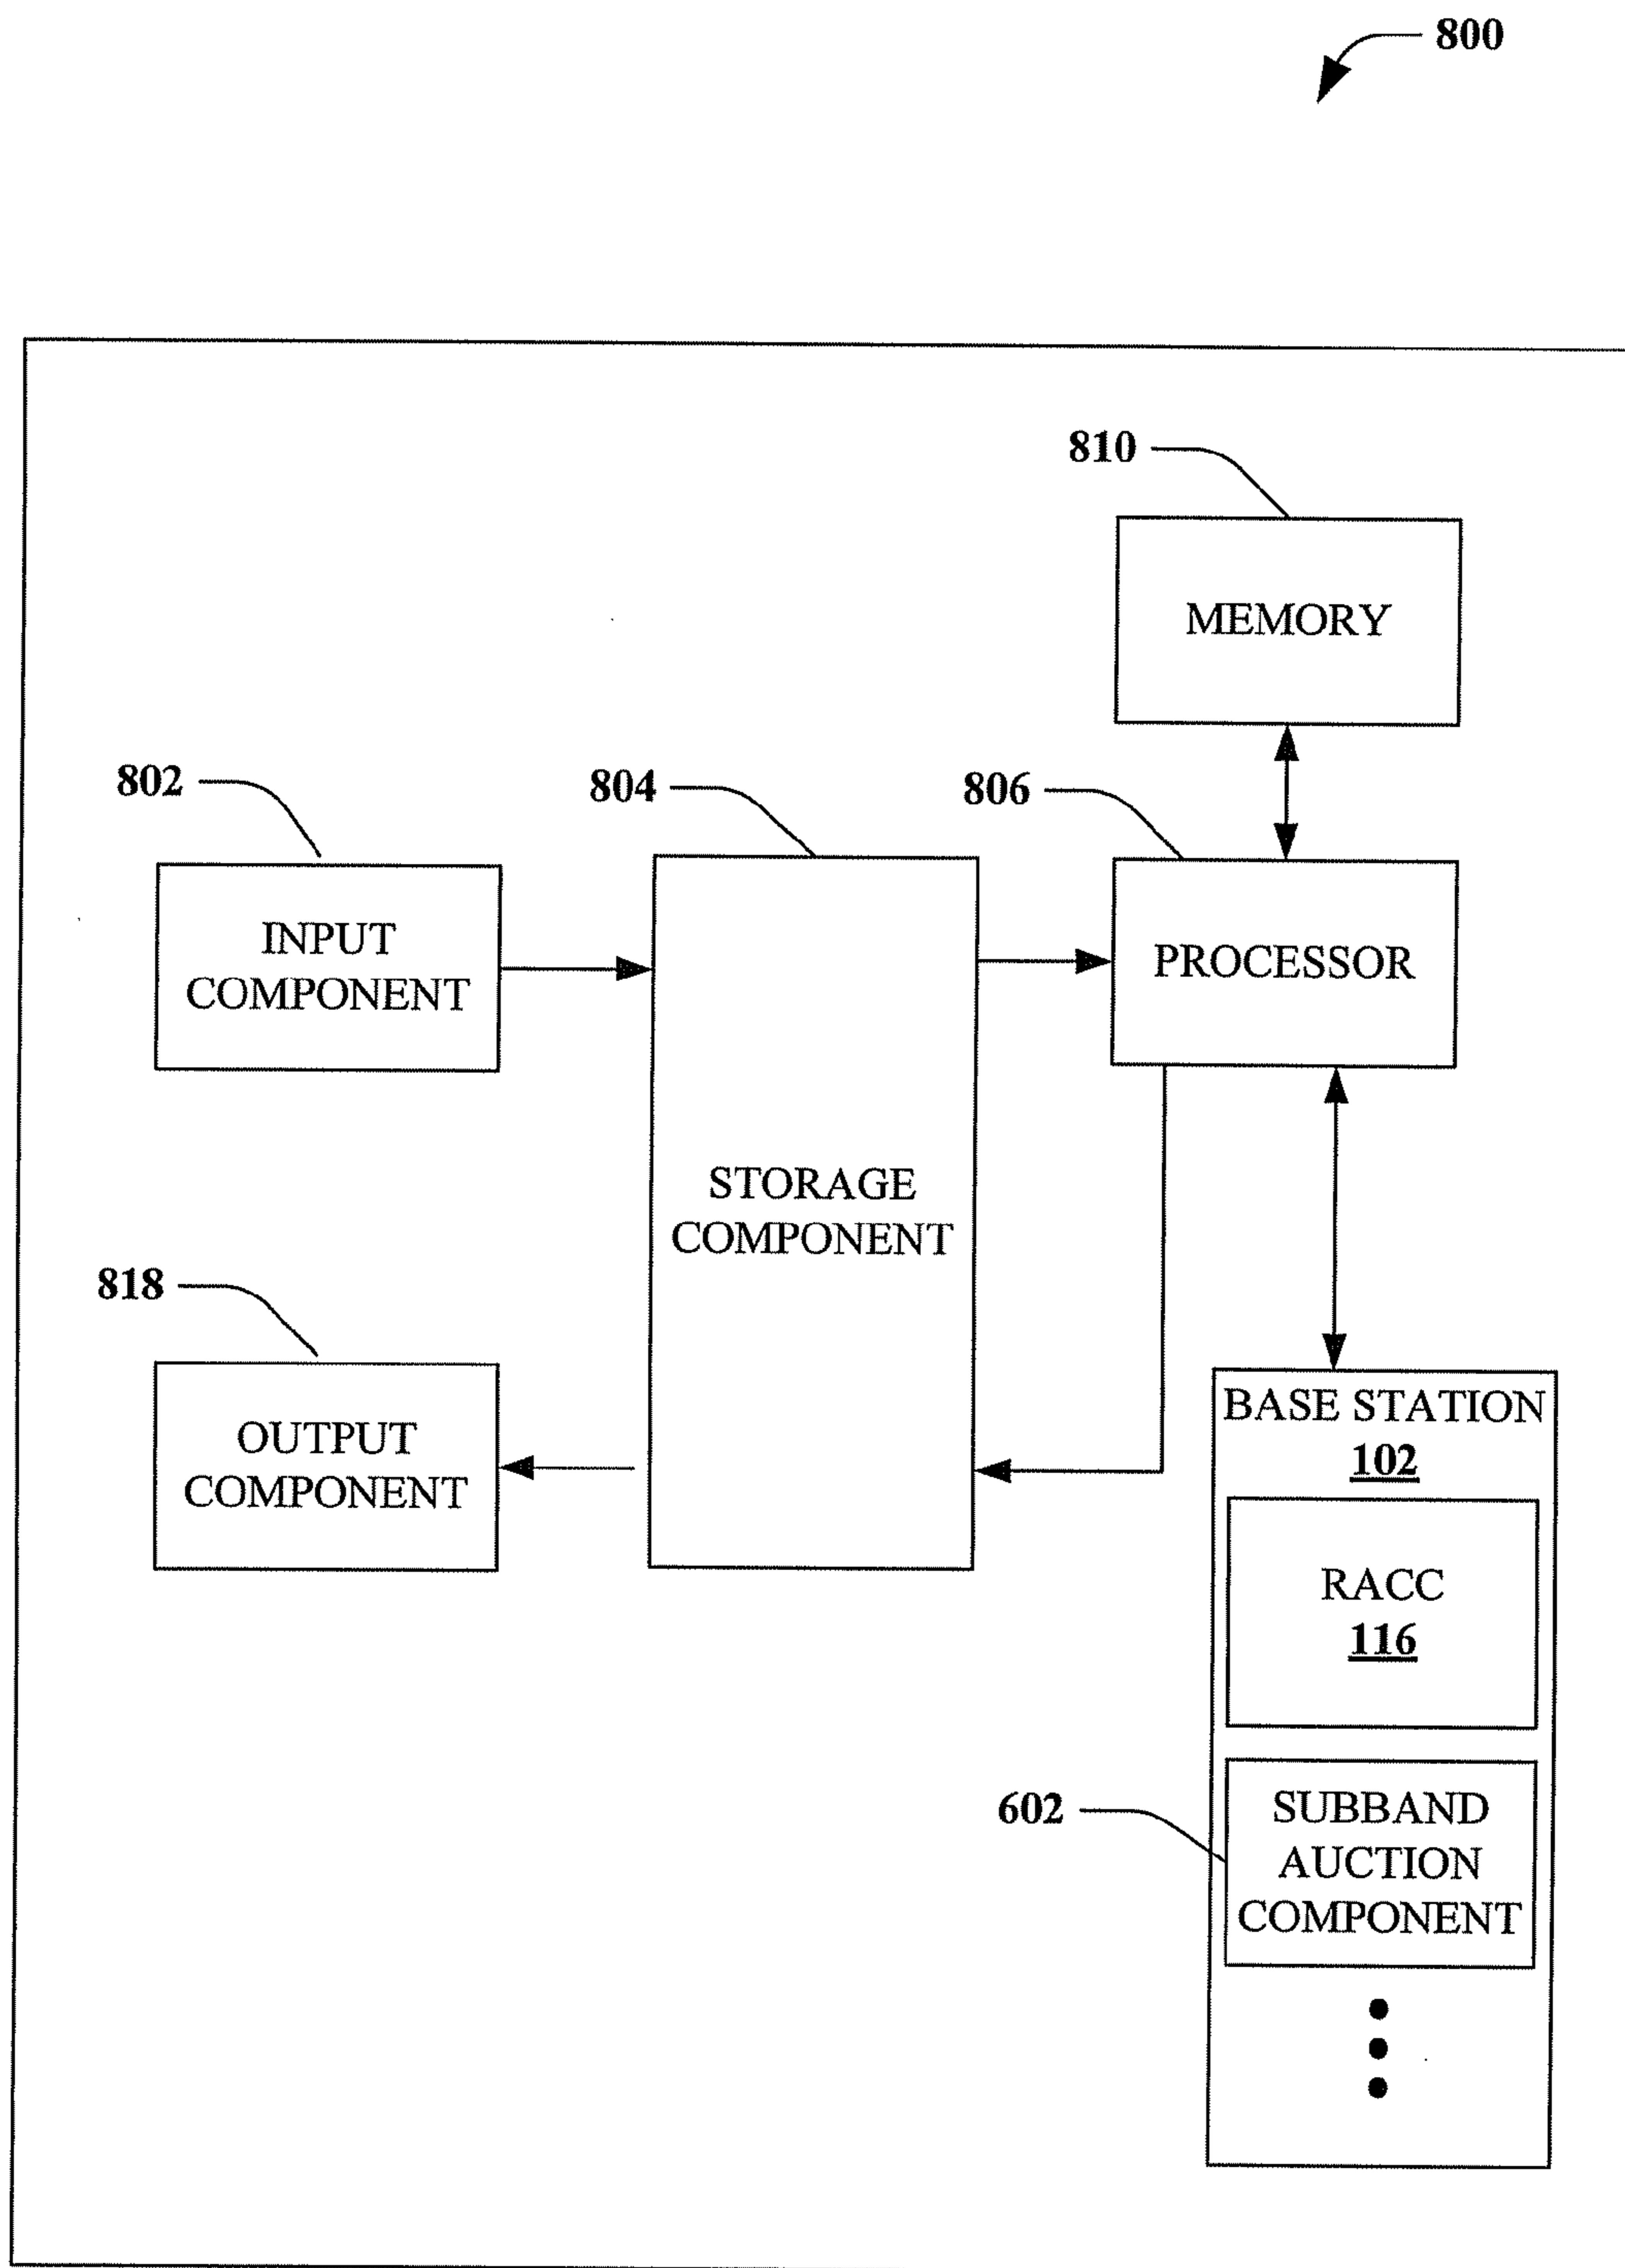 800
810
MEMORY
802
804
806
INPUT
COMPONENT
PROCESSOR
STORAGE
COMPONENT
818
OUTPUT
COMPONENT
BASE STATION
102
RACC
116
602
SUBBAND
AUCTION
COMPONENT